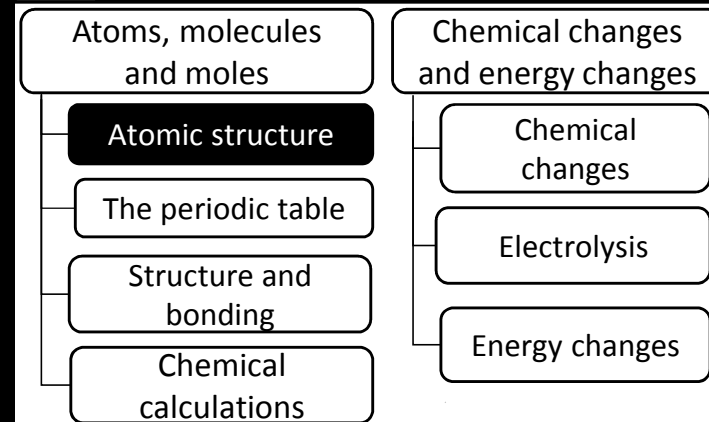 Atoms, molecules
and moles
Atomic structure
The periodic table
Structure and
bonding
Chemical
calculations
Chemical changes
and energy changes
Chemical
changes
Electrolysis
Energy changes